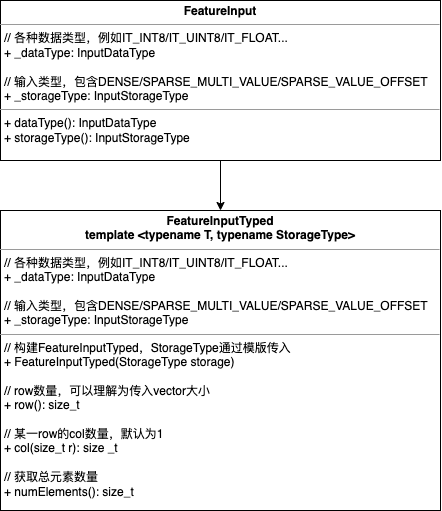 FeatureInput
// 各种数据类型，例如IT_INT8/IT_UINT8/IT_FLOAT...
+ _dataType: InputDataType
// 输入类型，包含DENSE/SPARSE_MULTI_VALUE/SPARSE_VALUE_OFFSET
+ _storageType: InputStorageType
+ dataType(): InputDataType
+ storageType(): InputStorageType
FeatureInputTyped
template <typename T, typename StorageType>
// 各种数据类型，例如IT_INT8/IT_UINT8/IT_FLOAT...
+ _dataType: InputDataType
// 输入类型，包含DENSE/SPARSE_MULTI_VALUE/SPARSE_VALUE_OFFSET
+ _storageType: InputStorageType
// 构建FeatureInputTyped，StorageType通过模版传入
+ FeatureInputTyped(StorageType storage)
// row数量，可以理解为传入vector大小
+ row(): size_t
// 某一row的col数量，默认为1
+ col(size_t r): size _t
// 获取总元素数量
+ numElements(): size_t